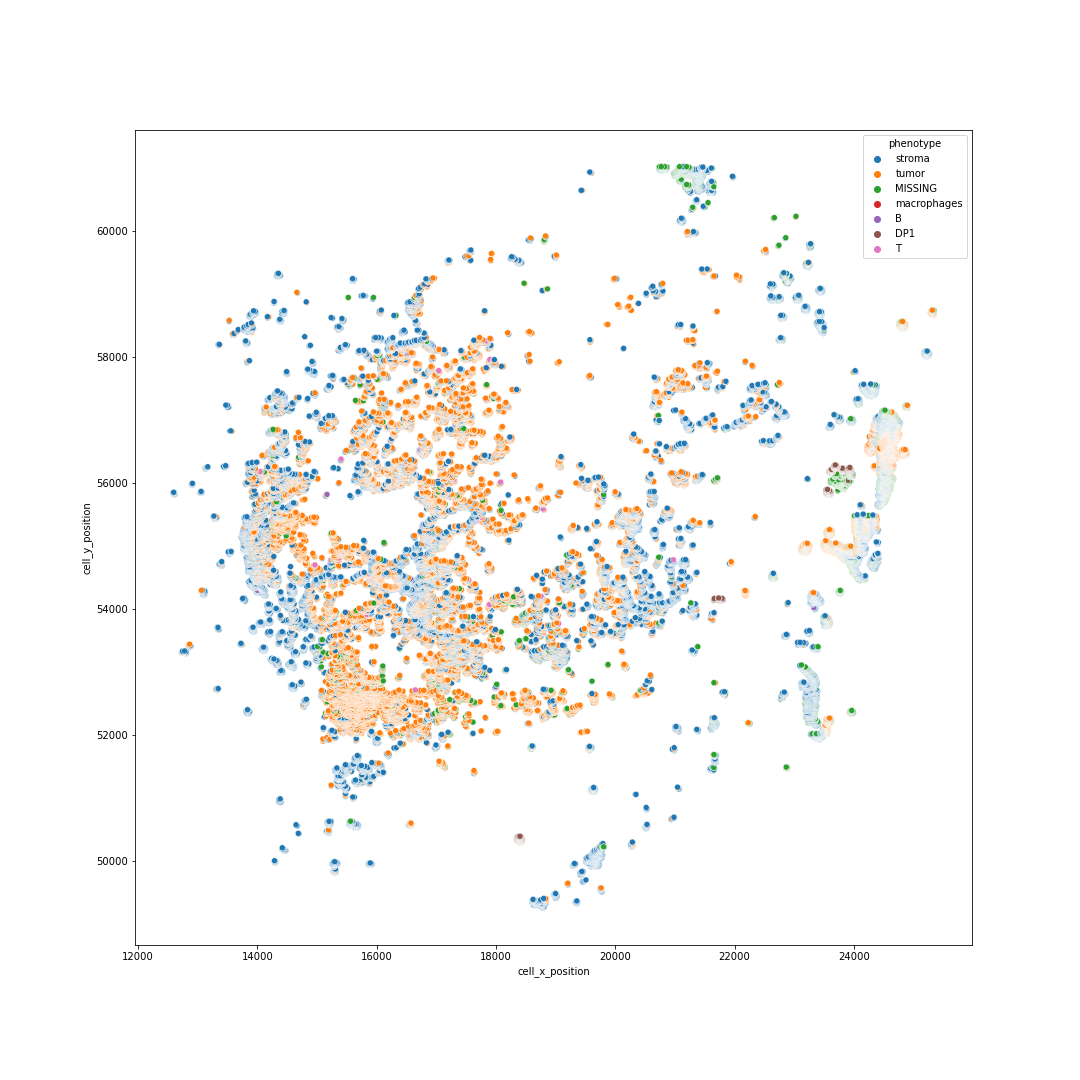 phenotype
stroma
tumor
MISSING
macrophages
B
DP1
T
60000
58000
56000
54000
52000
50000
cell_y_position
12000 14000 16000 18000 20000 22000 24000
cell_x_position